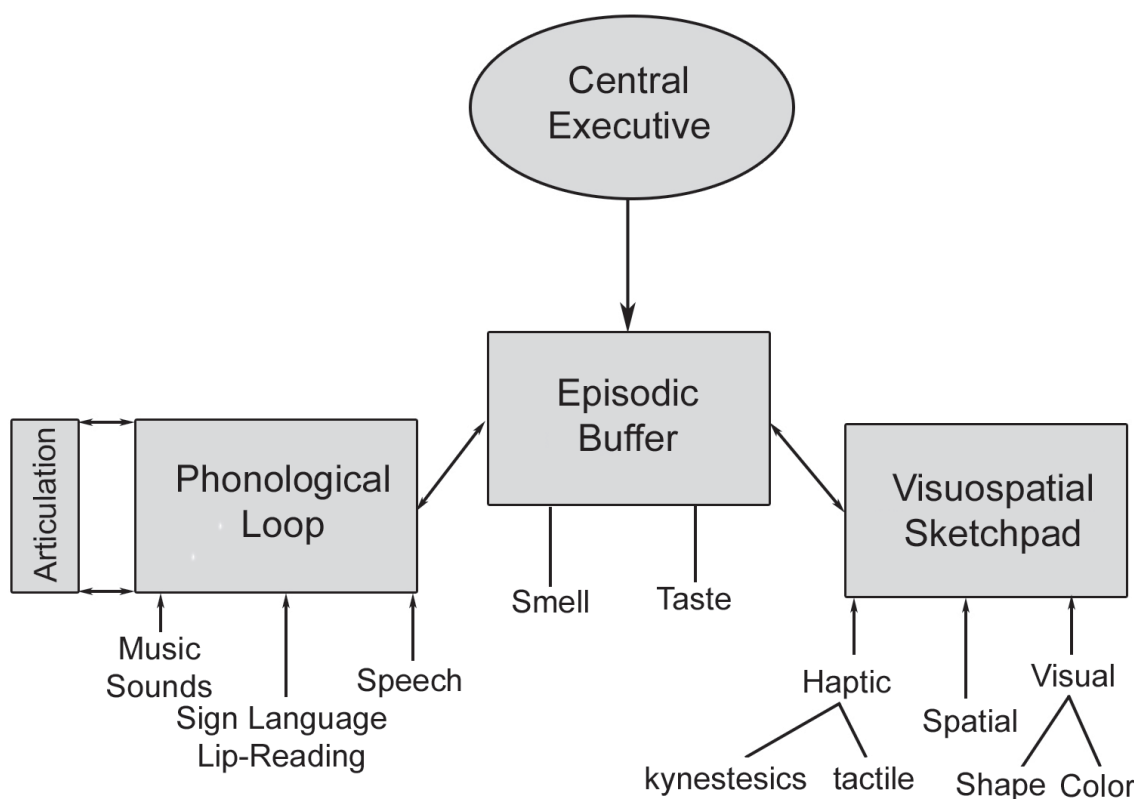 Central
Executive
Episodic
Buffer
Articulation
Phonological
Loop
Visuospatial
Sketchpad
Smell
Taste
Music
Sounds
Sign Language
Lip-Reading
Speech
Haptic
Spatial
Visual
kynestesics
tactile
Shape
Color